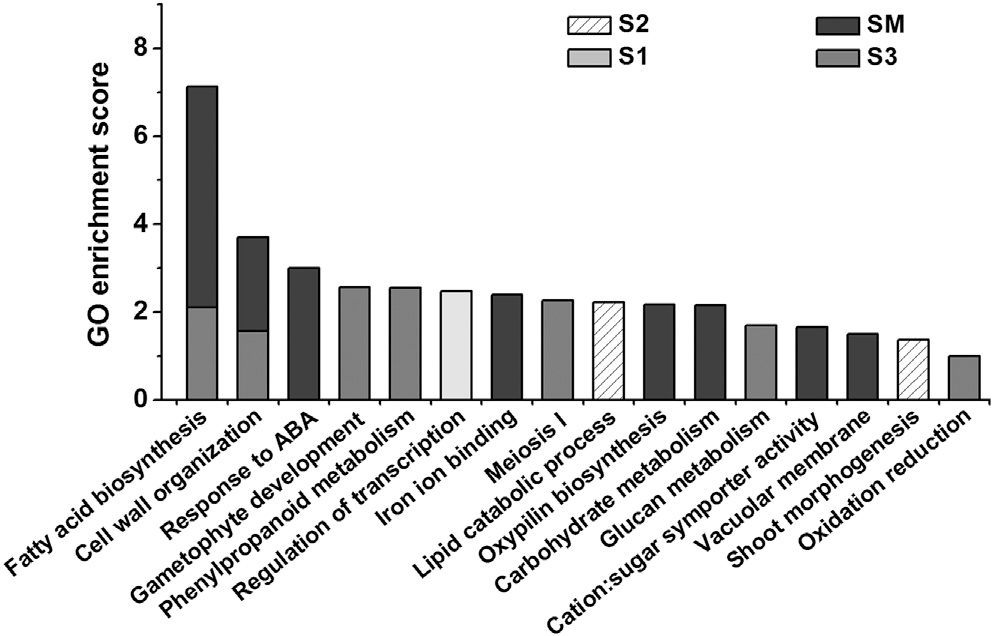 GO enrichment score
8
6
4
2
0
S2
SM
S1
S3
Fatty acid biosynthesis
Cell wall organization
Response to ABA
Gametophyte development
Phenylpropanoid metabolism
Regulation of transcription
Iron ion binding
Meiosis I
Lipid catabolic process
Oxypilin biosynthesis
Carbohydrate metabolism
Glucan metabolism
Cation:sugar symporter activity
Vacuolar membrane
Shoot morphogenesis
Oxidation reduction